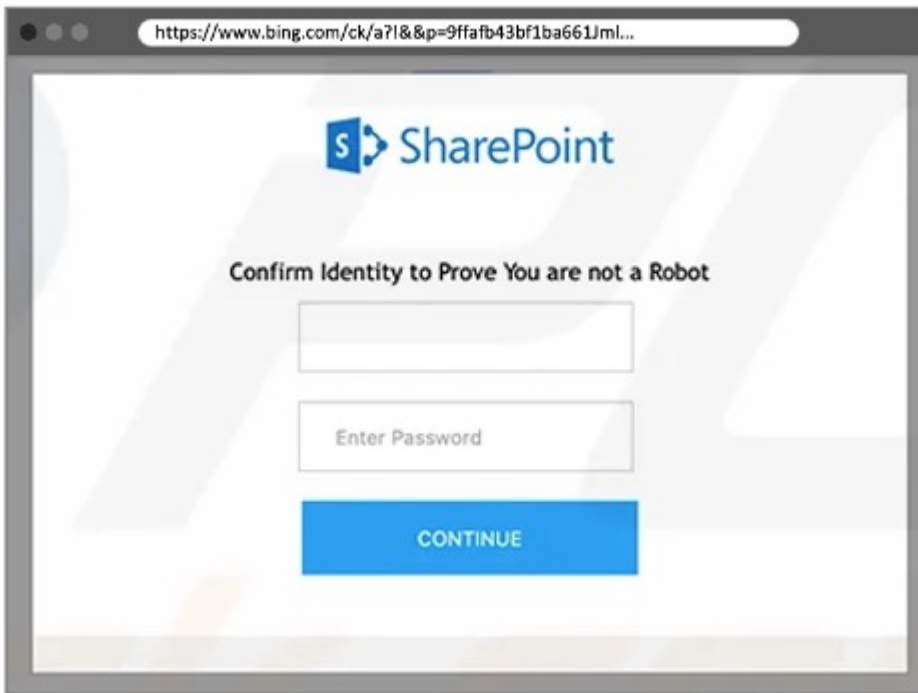 https://www.bing.com/ck/a?!&&p=9ffafb43bf1ba661Jml...
S SharePoint
Confirm Identity to Prove You are not a Robot
Enter Password
CONTINUE